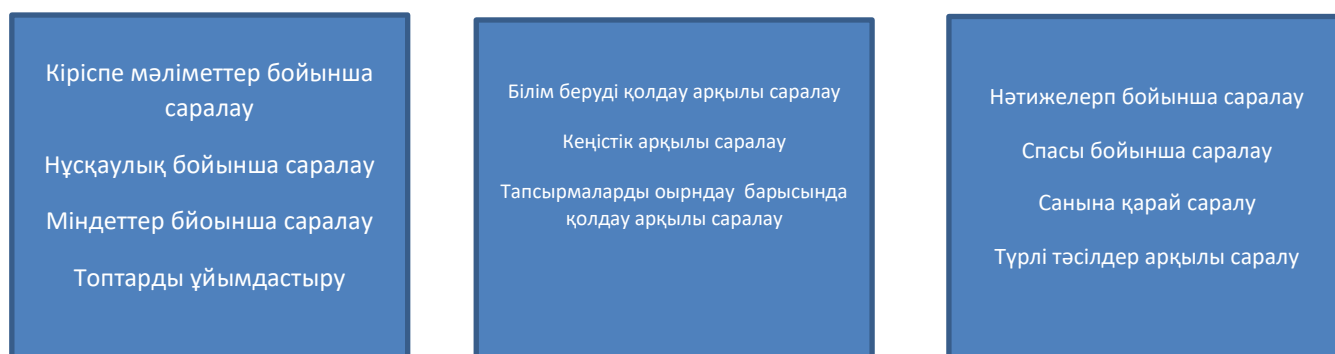 Кіріспе мәліметтер бойынша
саралау
Нұсқаулық бойынша саралау
Міндеттер бйоынша саралау
Топтарды ұйымдастыру
Білім беруді қолдау арқылы саралау
Кеңістік арқылы саралау
Тапсырмаларды оырндау барысында
қолдау арқылы саралау
Нәтижелерп бойынша саралау
Спасы бойынша саралау
Санына қарай саралу
Түрлі тәсілдер арқылы саралу